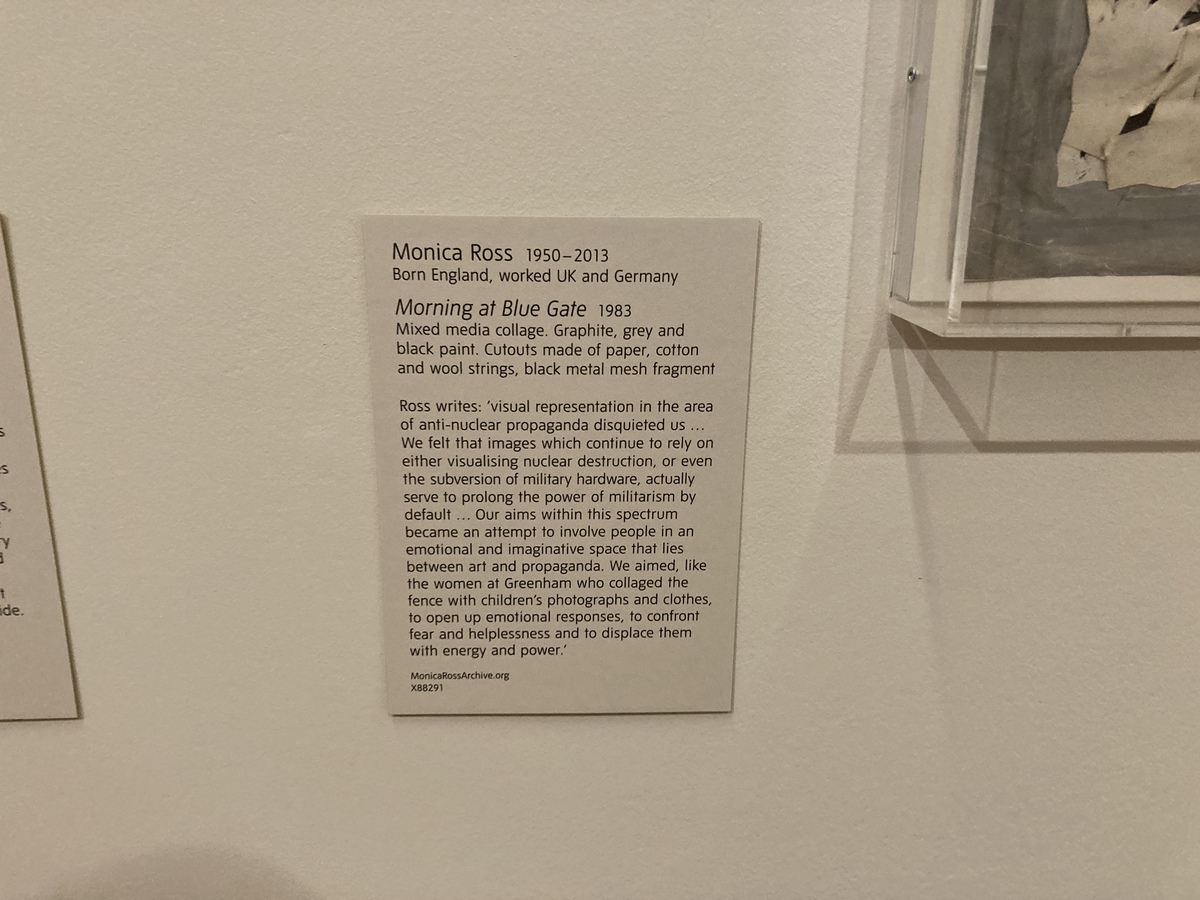 Monica Ross 1950–2013
Born England, worked UK and Germany
Morning at Blue Gate 1983
Mixed media collage. Graphite, grey and
black paint. Cutouts made of paper, cotton
and wool strings, black metal mesh fragment
Ross writes: ‘visual representation in the area
of anti-nuclear propaganda disquieted us ...
We felt that images which continue to rely on
either visualising nuclear destruction, or even
the subversion of military hardware, actually
serve to prolong the power of militarism by
default ... Our aims within this spectrum
became an attempt to involve people in an
emotional and imaginative space that lies
between art and propaganda. We aimed, like
the women at Greenham who collaged the
fence with children’s photographs and clothes,
to open up emotional responses, to confront
fear and helplessness and to displace them
with energy and power.’
MonicaRossArchive.org
X88291